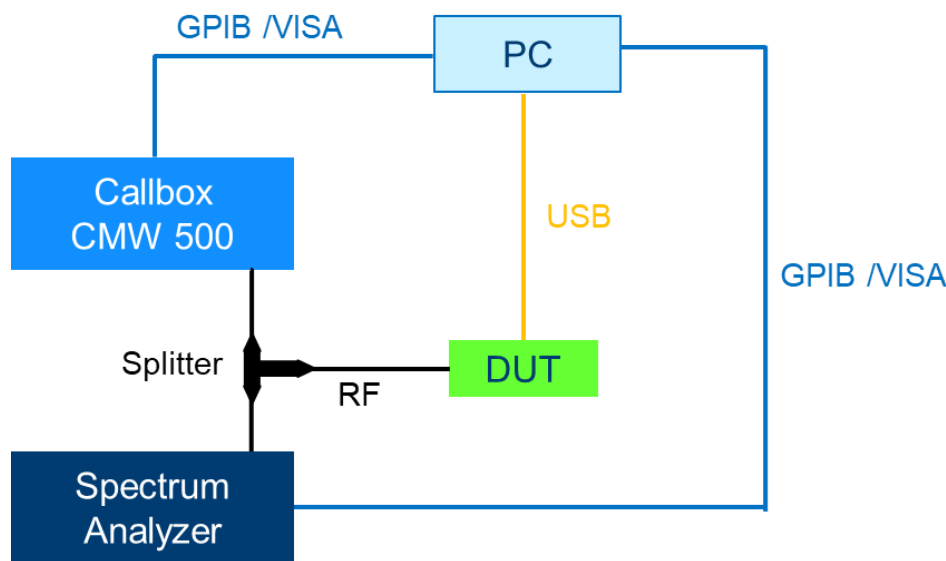 GPIB /VISA
PC
Callbox
CMW 500
USB
GPIB /VISA
Splitter
RF
DUT
Spectrum
Analyzer